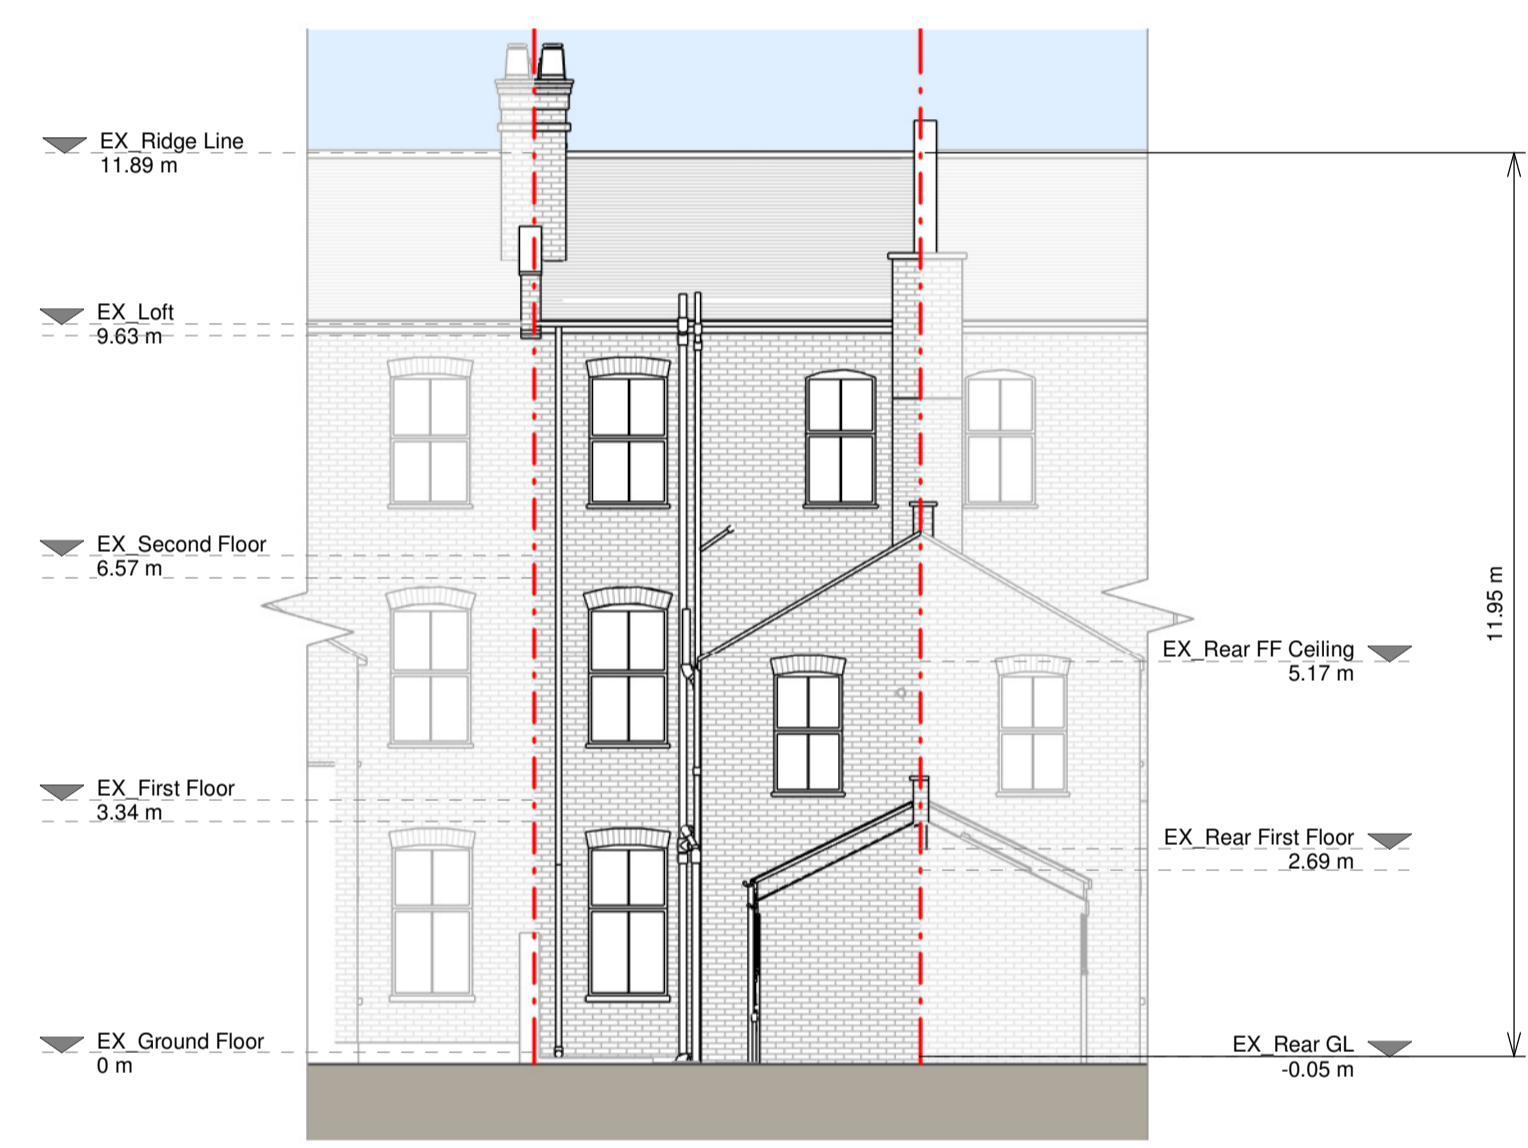 EX_Ridge Line
11.89 m
EX_Loft
9.63 m
EX_Second Floor
6.57 m
EX_First Floor
3.34 m
EX_Ground Floor
0 m
EX_Rear FF Ceiling
5.17 m
EX_Rear First Floor
2.69 m
EX_Rear GL
-0.05 m
11.95 m